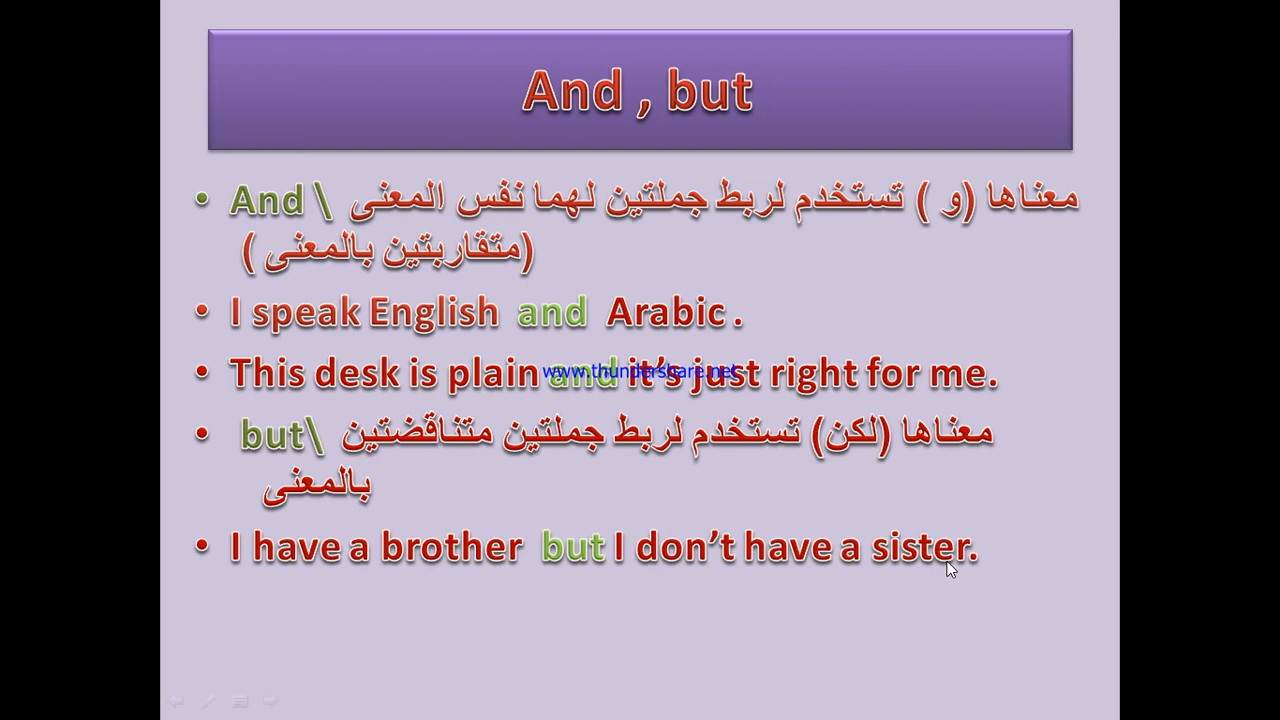 And , but
• And \ معناها (و ) تستخدم لربط جملتين لهما نفس المعنى
(متقاربتين بالمعنى )
• I speak English and Arabic .
• This desk is plain and it’s just right for me.
www.thundershare.net
• but\ معناها (لكن) تستخدم لربط جملتين متناقضتين
بالمعنى
• I have a brother but I don’t have a sister.